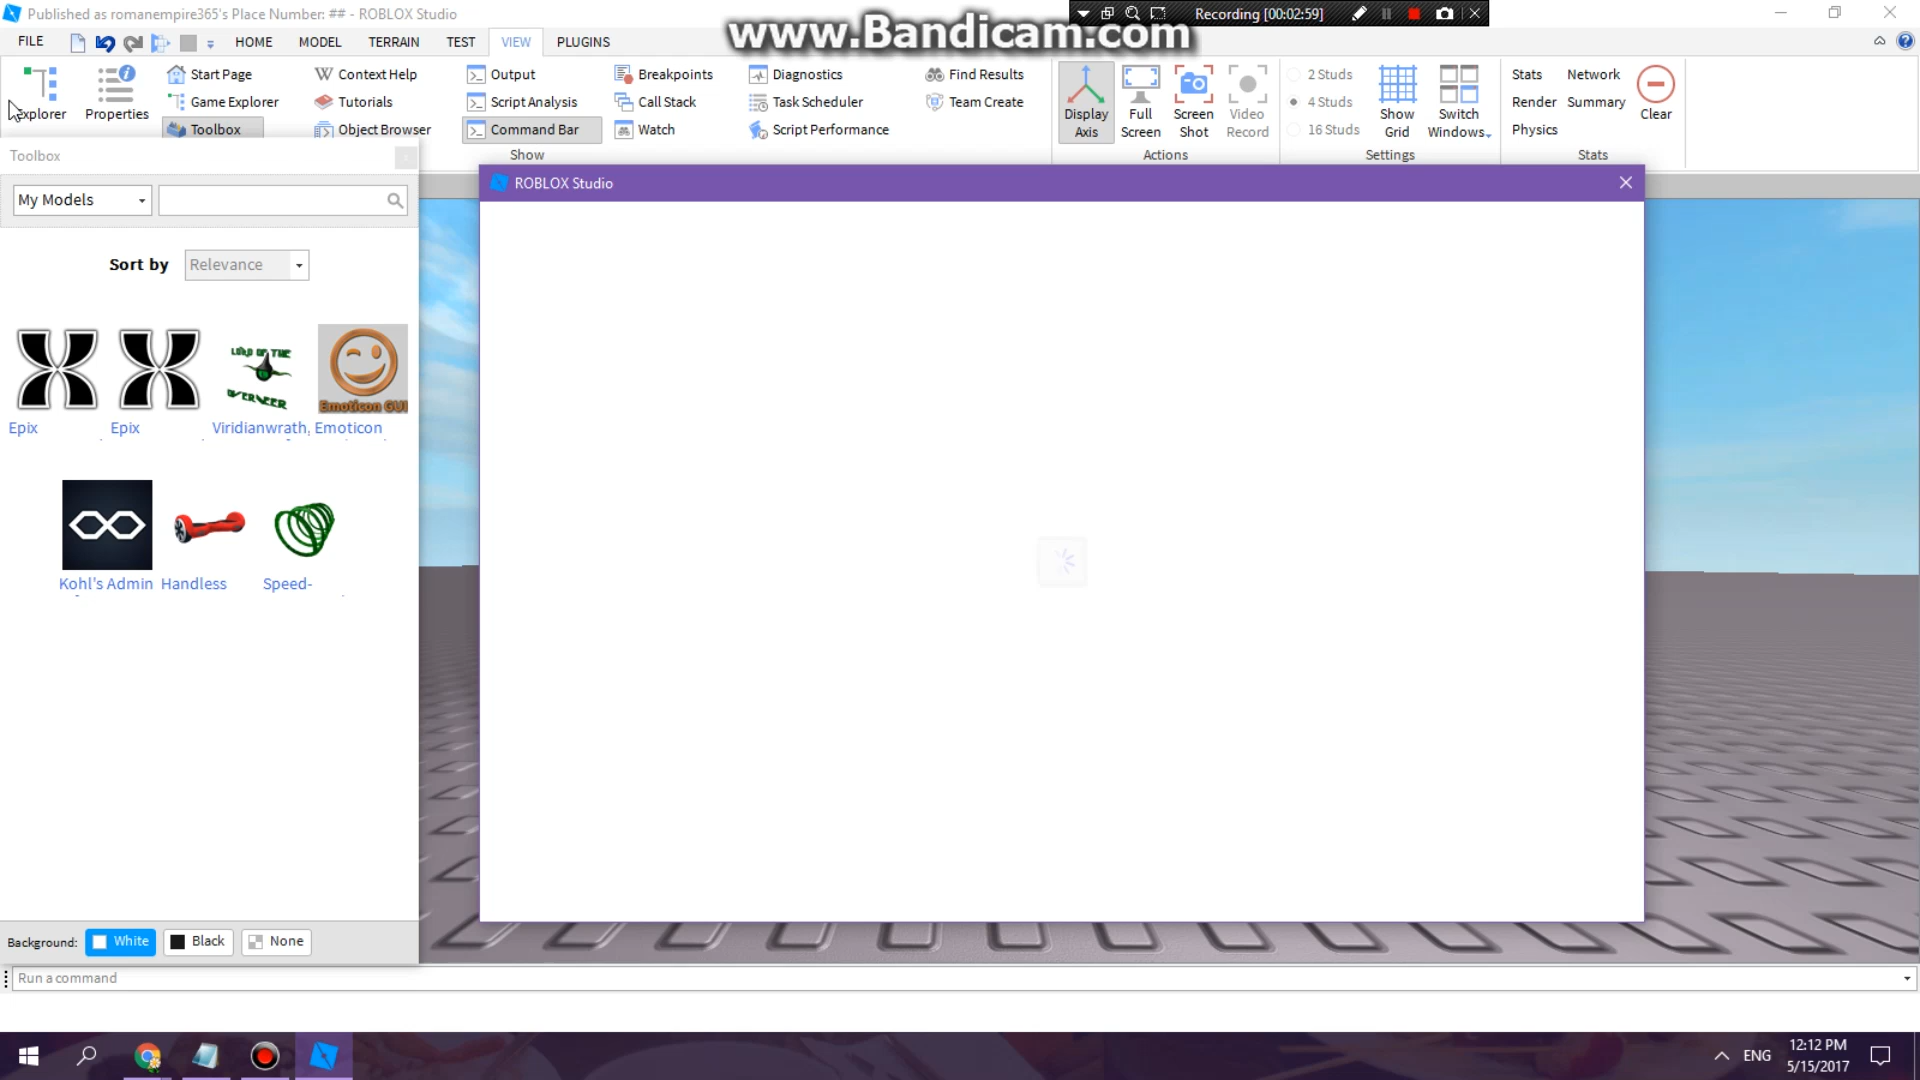 Published as romanempire365's Place Number: ## - ROBLOX Studio
www.Bandicam.com
Recording [00:02:59]
FILE HOME MODEL TERRAIN TEST VIEW PLUGINS
Explorer
Properties
Start Page
Game Explorer
Toolbox
Context Help
Tutorials
Object Browser
Output
Script Analysis
Command Bar
Breakpoints
Call Stack
Watch
Diagnostics
Task Scheduler
Script Performance
Find Results
Team Create
Show
Display Axis
Full Screen
Screen Shot
Video Record
Actions
2 Studs
4 Studs
16 Studs
Show Grid
Switch Windows
Settings
Stats
Network
Render
Summary
Physics
Clear
Stats
Toolbox
My Models
Sort by Relevance
LORD OF THE
Emoticon GUI
Epix Epix Viridianwrath, Emoticon
Kohl's Admin Handless Speed-
ROBLOX Studio
Background: White Black None
Run a command
ENG
12:12 PM
5/15/2017